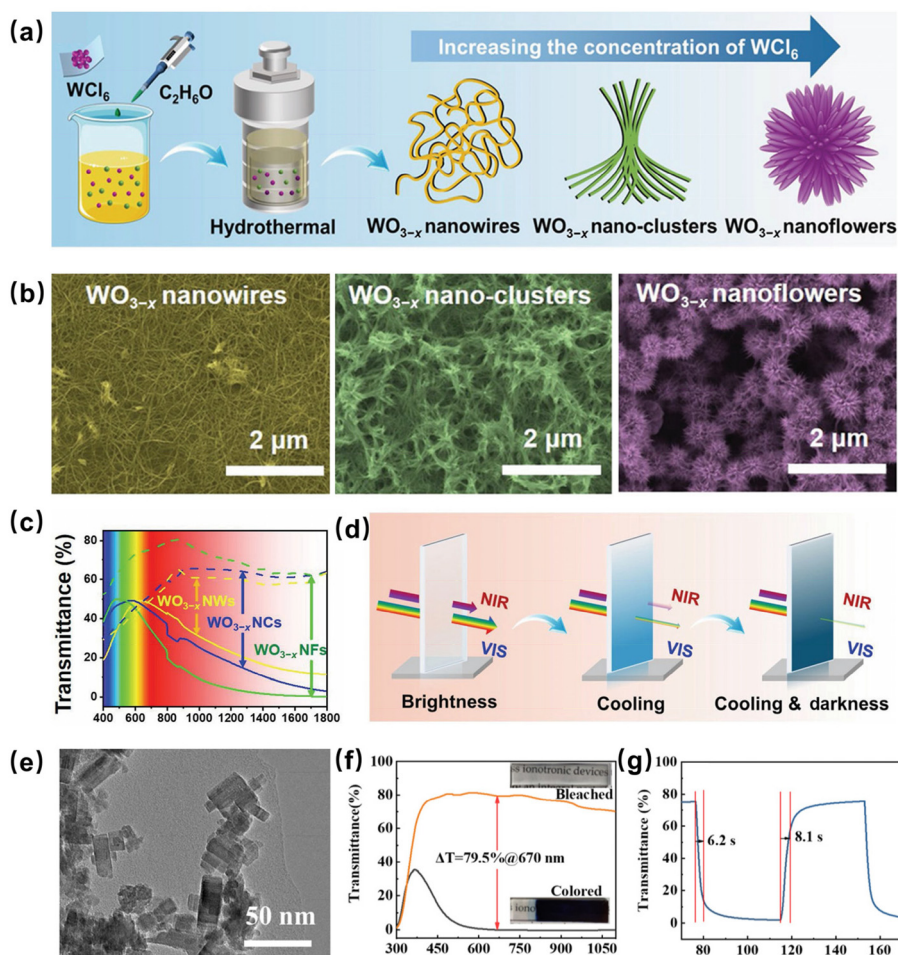 (a)
Increasing the concentration of WCl₆
WCl₆
C₂H₆O
Hydrothermal
WO₃₋ₓ nanowires
WO₃₋ₓ nano-clusters
WO₃₋ₓ nanoflowers
(b)
WO₃₋ₓ nanowires
2 μm
WO₃₋ₓ nano-clusters
2 μm
WO₃₋ₓ nanoflowers
2 μm
(c)
Transmittance (%)
80
60
40
20
0
WO₃₋ₓ NWs
WO₃₋ₓ NCs
WO₃₋ₓ NFs
400 600 800 1000 1200 1400 1600 1800
(d)
NIR
VIS
Brightness
NIR
VIS
Cooling
NIR
VIS
Cooling & darkness
(e)
50 nm
(f)
Transmittance(%)
100
80
60
40
20
0
s ionotronic devices
Bleached
ΔT=79.5%@670 nm
Colored
s iono
300 450 600 750 900 1050
(g)
Transmittance (%)
100
80
60
40
20
0
6.2 s
8.1 s
80 120 160